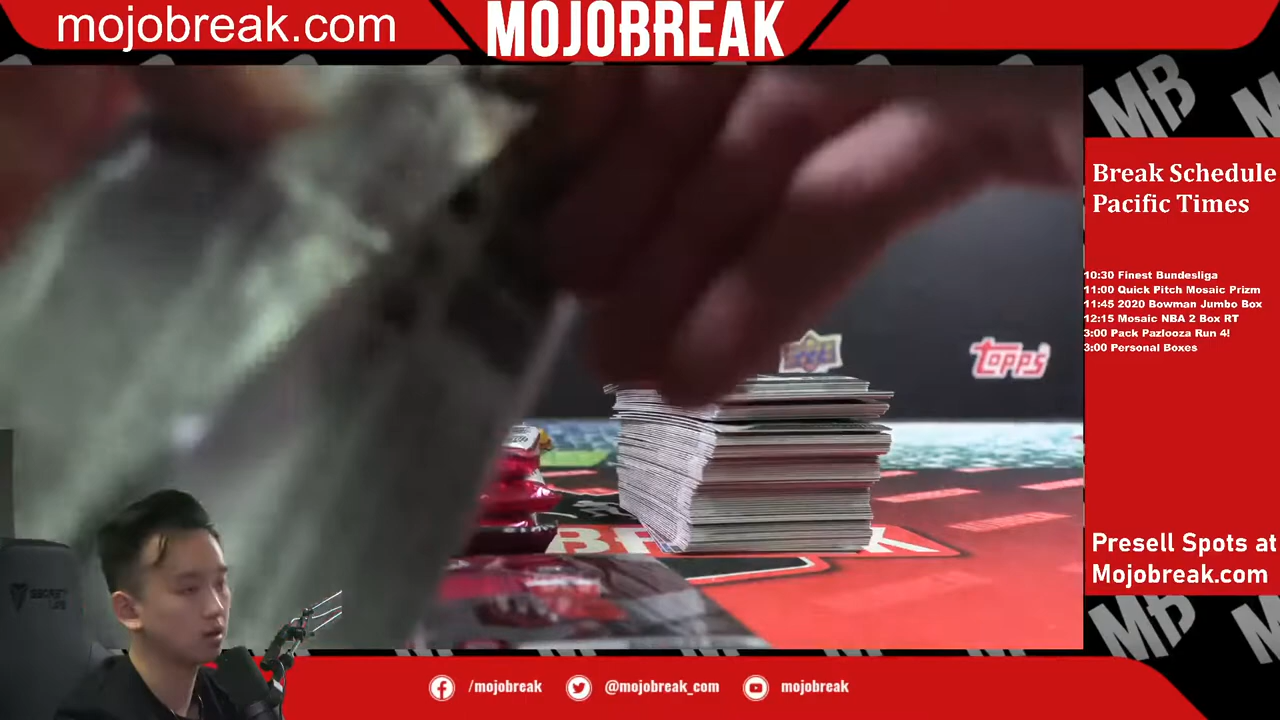 mojobreak.com
MOJOBREAK
MB
Break Schedule
Pacific Times
10:30 Finest Bundesliga
11:00 Quick Pitch Mosaic Prizm
11:45 2020 Bowman Jumbo Box
12:15 Mosaic NBA 2 Box RT
3:00 Pack Pazlooza Run 4!
3:00 Personal Boxes
topps
Presell Spots at
Mojobreak.com
MB
/mojobreak
@mojobreak_com
mojobreak